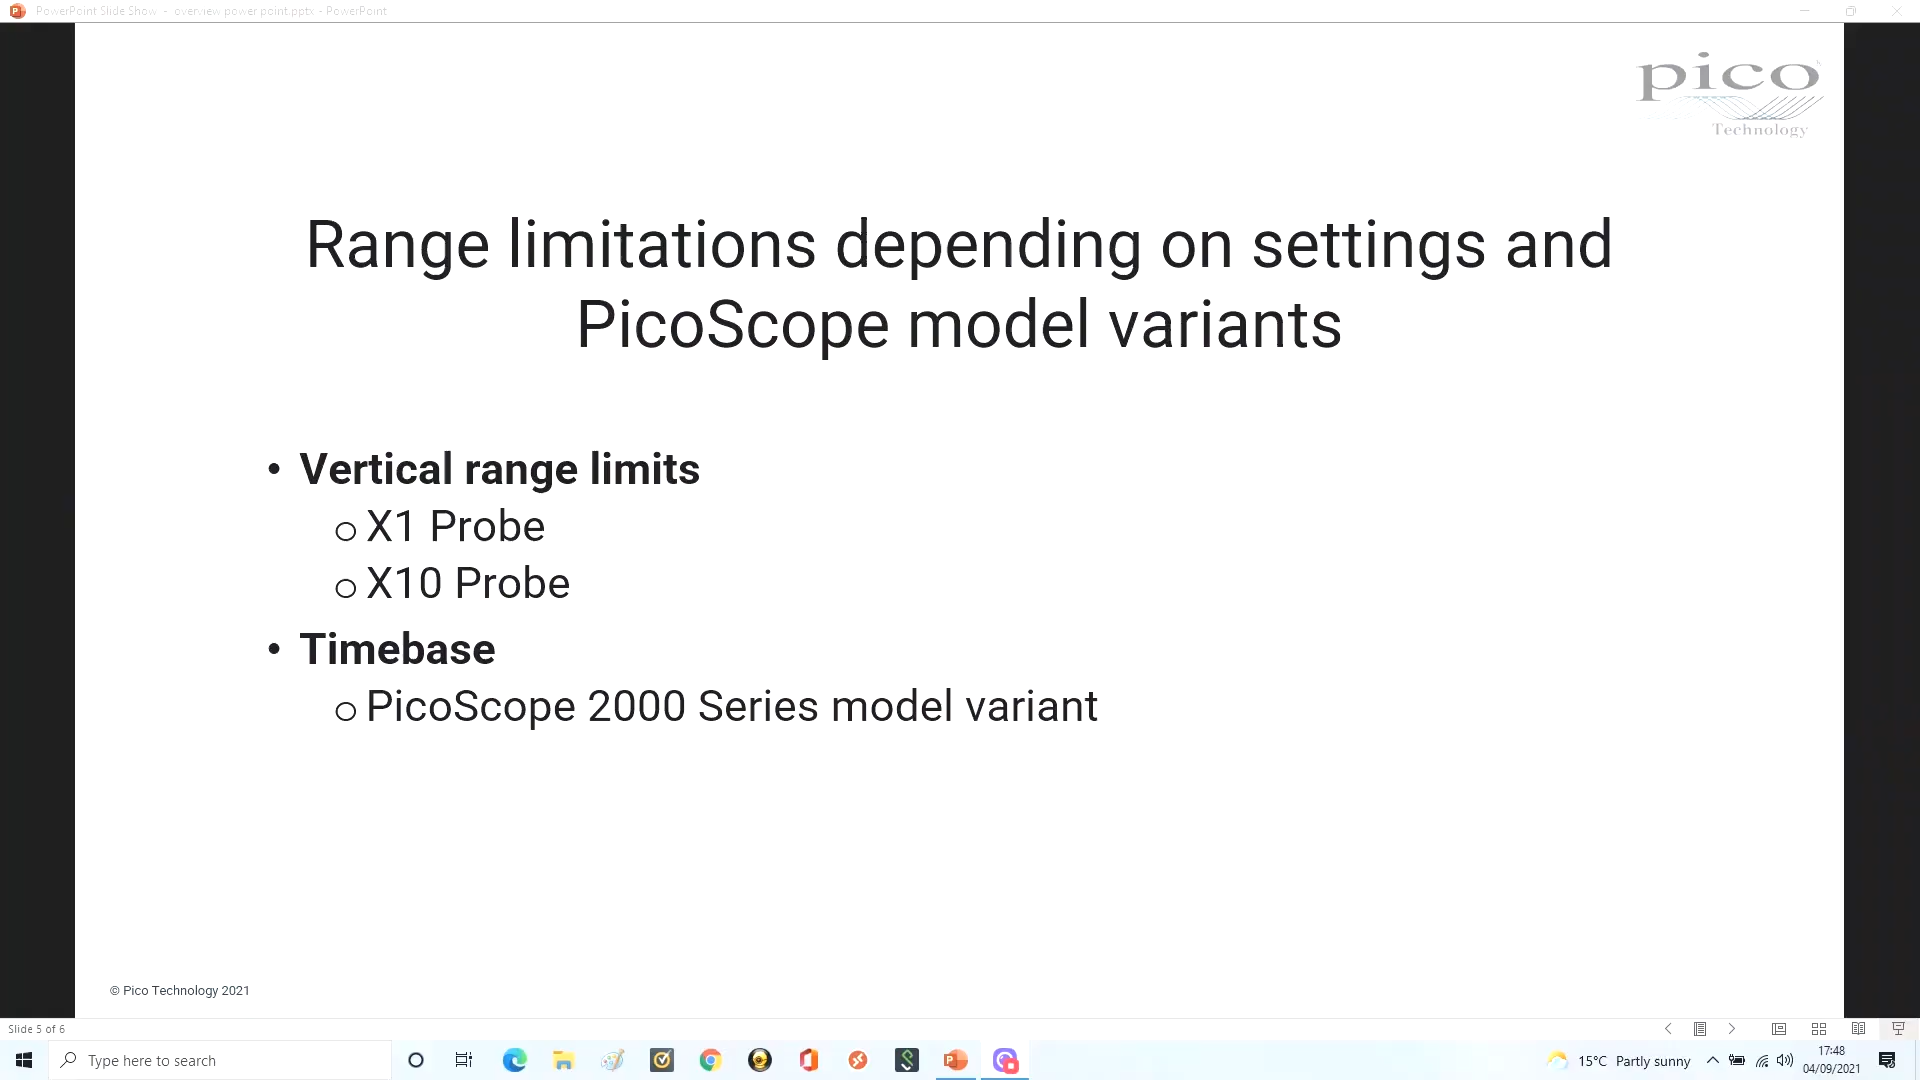 PowerPoint Slide Show - overview power point.pptx - PowerPoint
pico
Technology
Range limitations depending on settings and
PicoScope model variants
• Vertical range limits
o X1 Probe
o X10 Probe
• Timebase
o PicoScope 2000 Series model variant
© Pico Technology 2021
Slide 5 of 6
Type here to search
15°C Partly sunny
17:48
04/09/2021